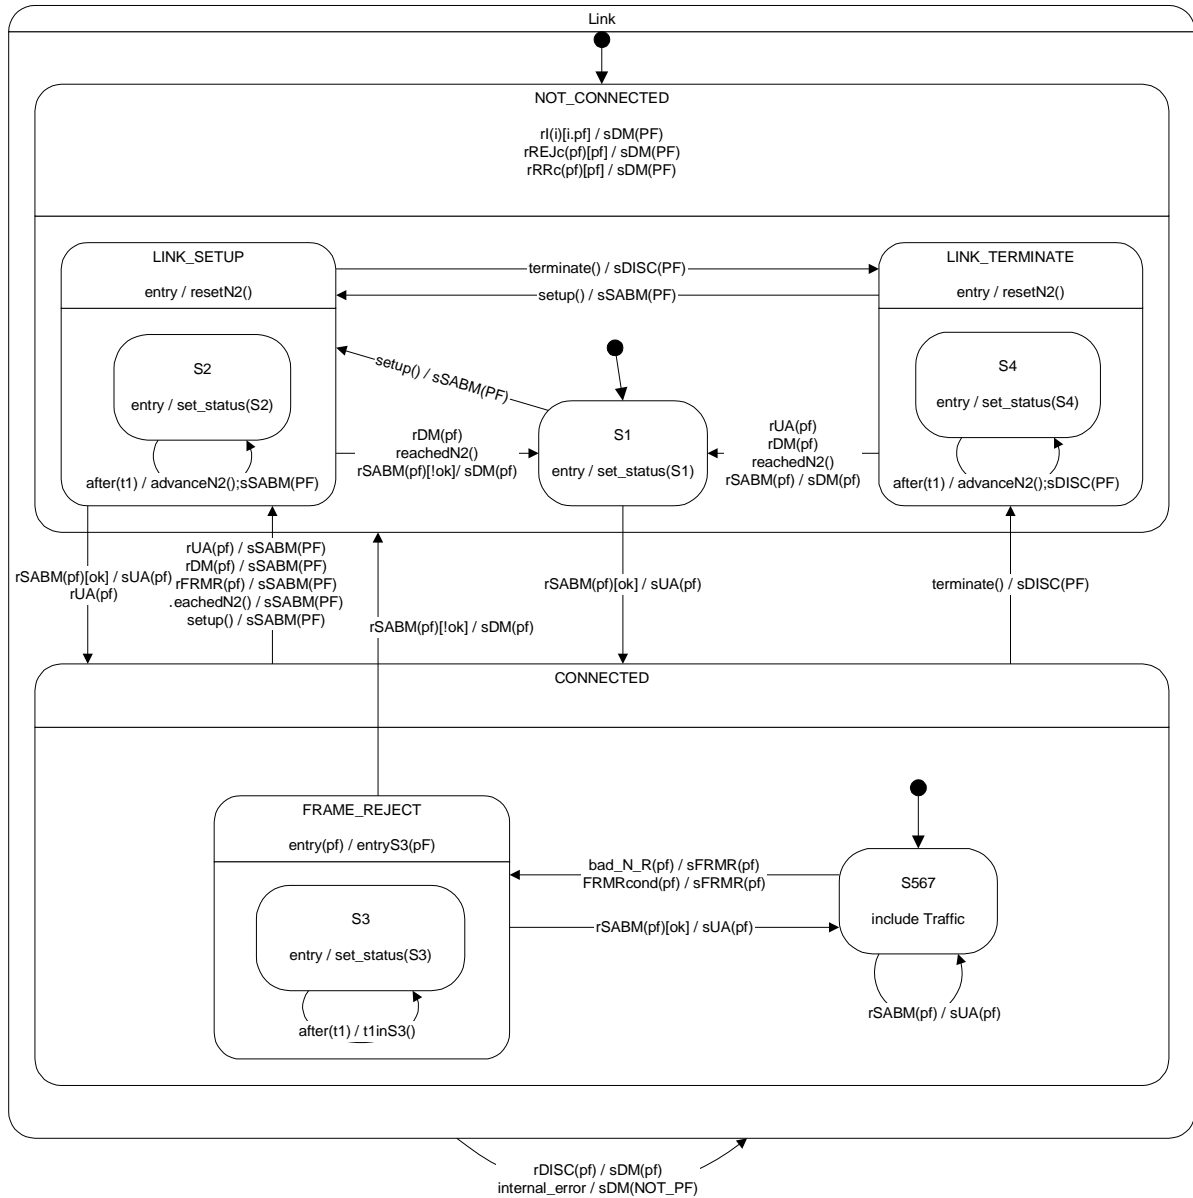 Link
NOT_CONNECTED
rI(i)[i.pf] / sDM(PF)
rREJc(pf)[pf] / sDM(PF)
rRRc(pf)[pf] / sDM(PF)
LINK_SETUP
entry / resetN2()
terminate() / sDISC(PF)
setup() / sSABM(PF)
LINK_TERMINATE
entry / resetN2()
S2
entry / set_status(S2)
after(t1) / advanceN2();sSABM(PF)
setup() / sSABM(PF)
S1
entry / set_status(S1)
rDM(pf)
reachedN2()
rSABM(pf)[!ok]/ sDM(pf)
rUA(pf)
rDM(pf)
reachedN2()
rSABM(pf) / sDM(pf)
S4
entry / set_status(S4)
after(t1) / advanceN2();sDISC(PF)
rSABM(pf)[ok] / sUA(pf)
rUA(pf)
rUA(pf) / sSABM(PF)
rDM(pf) / sSABM(PF)
rFRMR(pf) / sSABM(PF)
.eachedN2() / sSABM(PF)
setup() / sSABM(PF)
rSABM(pf)[!ok] / sDM(pf)
rSABM(pf)[ok] / sUA(pf)
terminate() / sDISC(PF)
CONNECTED
FRAME_REJECT
entry(pf) / entryS3(pF)
S3
entry / set_status(S3)
after(t1) / t1inS3()
bad_N_R(pf) / sFRMR(pf)
FRMRcond(pf) / sFRMR(pf)
rSABM(pf)[ok] / sUA(pf)
S567
include Traffic
rSABM(pf) / sUA(pf)
rDISC(pf) / sDM(pf)
internal_error / sDM(NOT_PF)